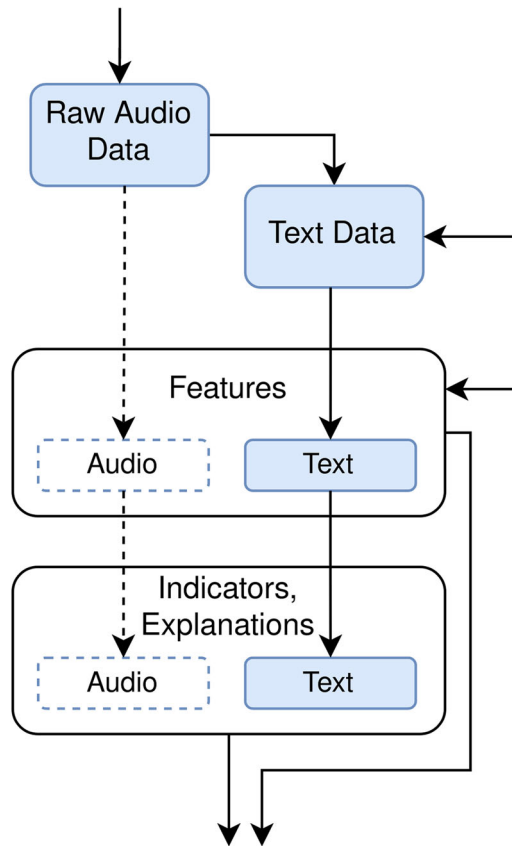 Raw Audio
Data
Text Data
Features
Audio
Text
Indicators,
Explanations
Audio
Text